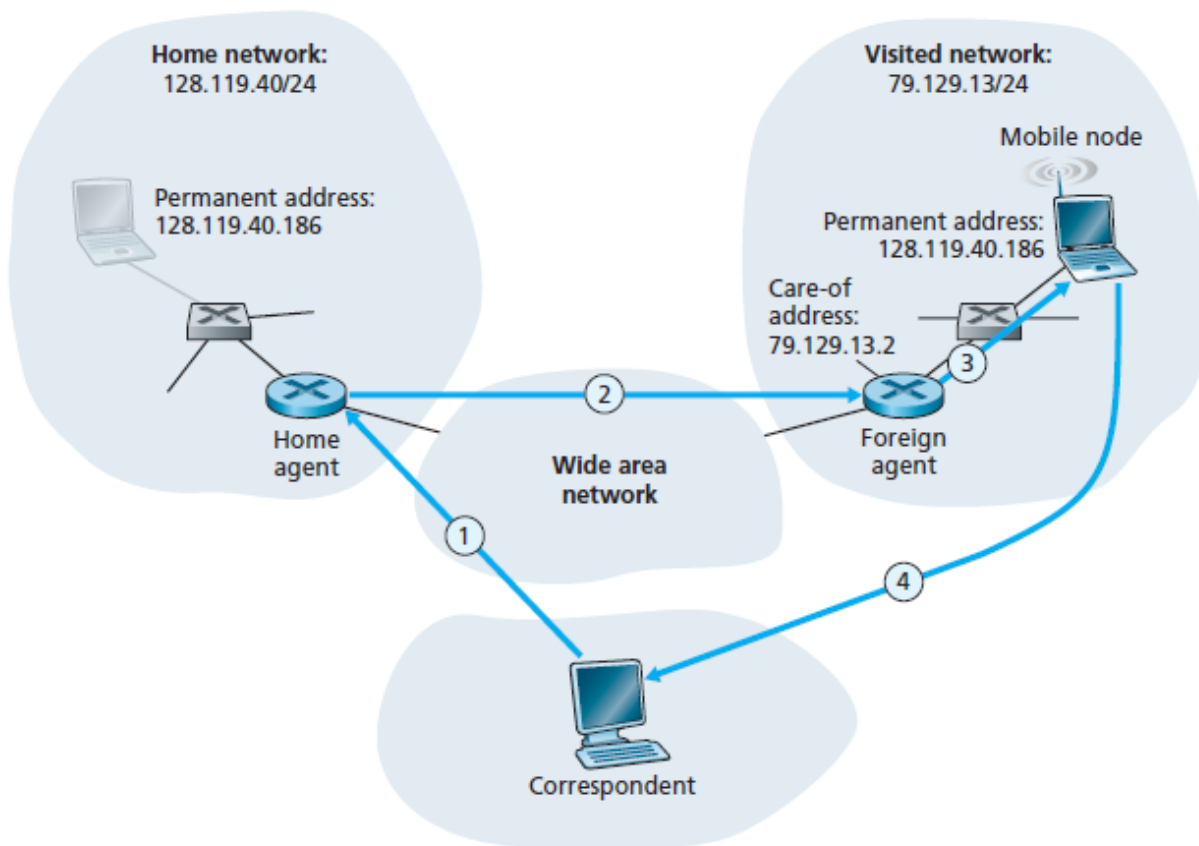 Home network:
128.119.40/24
Visited network:
79.129.13/24
Mobile node
Permanent address:
128.119.40.186
Permanent address:
128.119.40.186
Care-of
address:
79.129.13.2
3
2
Home
agent
Foreign
agent
Wide area
network
1
4
Correspondent